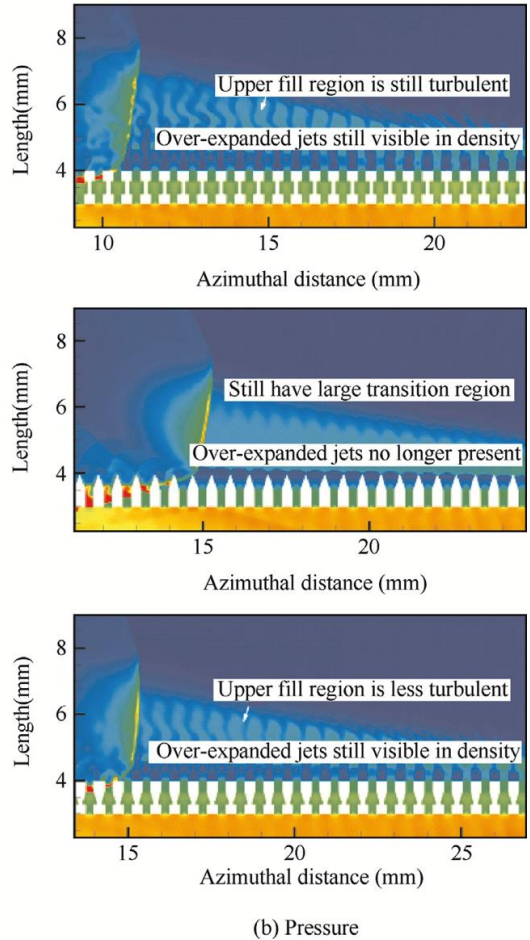 8
Upper fill region is still turbulent
6
Over-expanded jets still visible in density
4
Length(mm)
10
15
20
Azimuthal distance (mm)
8
Still have large transition region
6
Over-expanded jets no longer present
4
Length(mm)
15
20
Azimuthal distance (mm)
8
Upper fill region is less turbulent
6
Over-expanded jets still visible in density
4
Length(mm)
15
20
25
Azimuthal distance (mm)
(b) Pressure